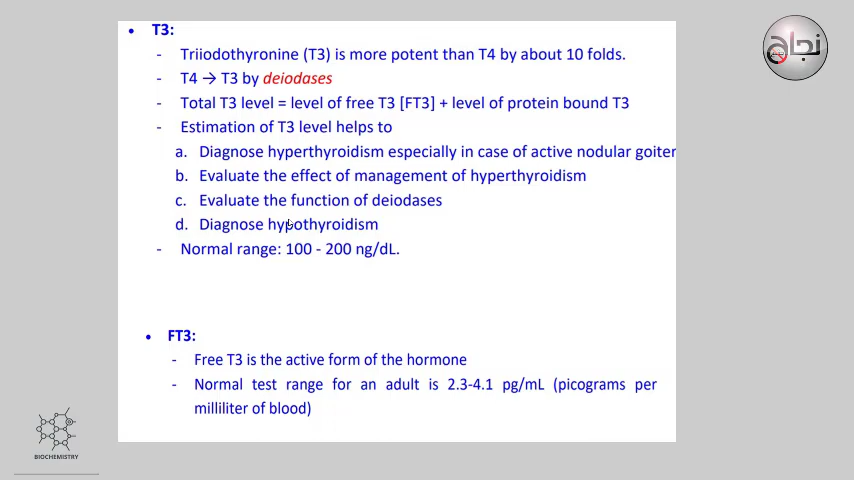 • T3:
- Triiodothyronine (T3) is more potent than T4 by about 10 folds.
- T4 → T3 by deiodases
- Total T3 level = level of free T3 [FT3] + level of protein bound T3
- Estimation of T3 level helps to
a. Diagnose hyperthyroidism especially in case of active nodular goiter
b. Evaluate the effect of management of hyperthyroidism
c. Evaluate the function of deiodases
d. Diagnose hypothyroidism
- Normal range: 100 - 200 ng/dL.
• FT3:
- Free T3 is the active form of the hormone
- Normal test range for an adult is 2.3-4.1 pg/mL (picograms per
milliliter of blood)
نجاح
BIOCHEMISTRY